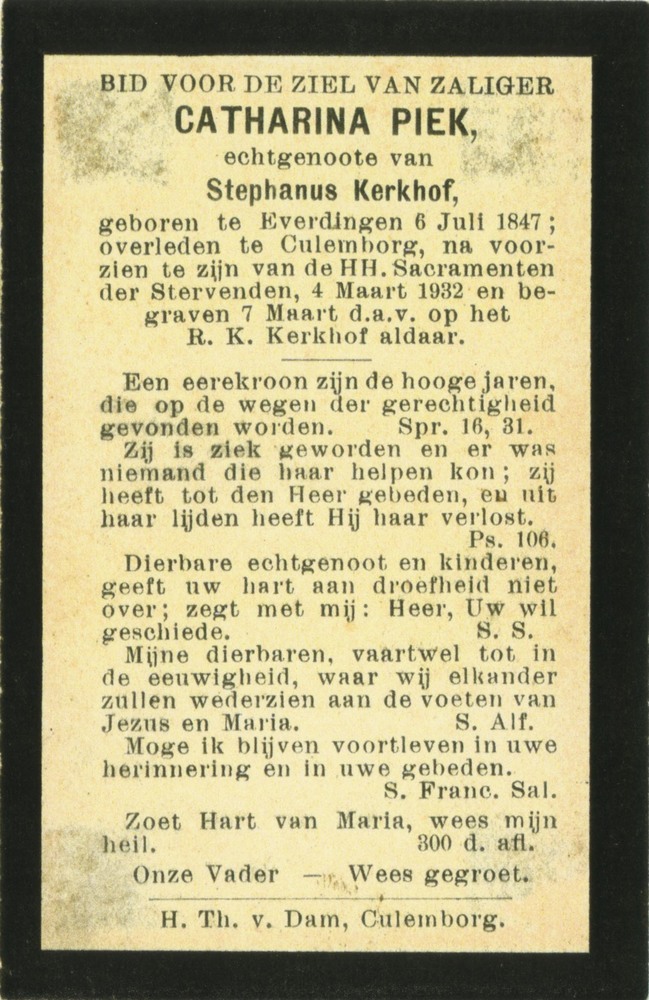 BID VOOR DE ZIEL VAN ZALIGER
CATHARINA PIEK,
echtgenoote van
Stephanus Kerkhof,
geboren te Everdingen 6 Juli 1847;
overleden te Culemborg, na voor-
zien te zijn van de HH. Sacramenten
der Stervenden, 4 Maart 1932 en be-
graven 7 Maart d.a.v. op het
R. K. Kerkhof aldaar.
Een eerekroon zijn de hooge jaren,
die op de wegen der gerechtigheid
gevonden worden. Spr. 16, 31.
Zij is ziek geworden en er was
niemand die haar helpen kon; zij
heeft tot den Heer gebeden, en uit
haar lijden heeft Hij haar verlost.
Ps. 106.
Dierbare echtgenoot en kinderen,
geeft uw hart aan droefheid niet
over; zegt met mij: Heer, Uw wil
geschiede. S. S.
Mijne dierbaren, vaartwel tot in
de eeuwigheid, waar wij elkander
zullen wederzien aan de voeten van
Jezus en Maria. S. Alf.
Moge ik blijven voortleven in uwe
herinnering en in uwe gebeden.
S. Franc. Sal.
Zoet Hart van Maria, wees mijn
heil. 300 d. afl.
Onze Vader — Wees gegroet.
H. Th. v. Dam, Culemborg.